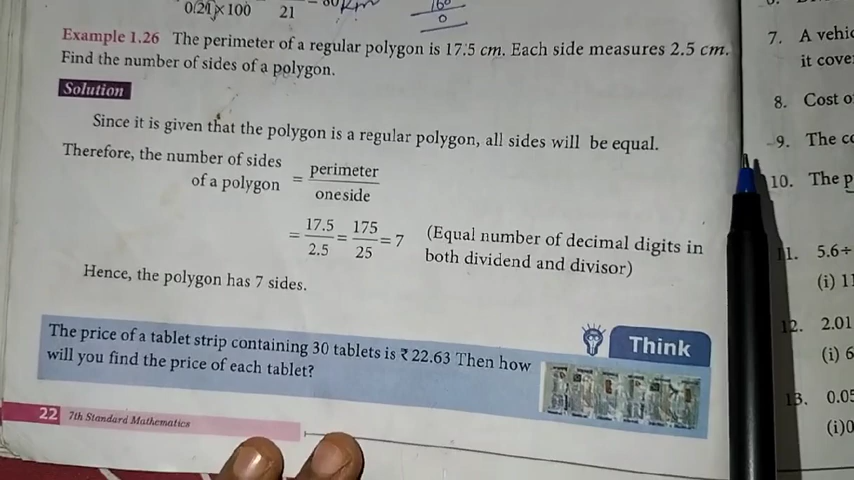 0.21×100
21
160
0
Example 1.26 The perimeter of a regular polygon is 17.5 cm. Each side measures 2.5 cm.
Find the number of sides of a polygon.
Solution
Since it is given that the polygon is a regular polygon, all sides will be equal.
Therefore, the number of sides
of a polygon = perimeter / one side
= 17.5 / 2.5 = 175 / 25 = 7 (Equal number of decimal digits in
both dividend and divisor)
Hence, the polygon has 7 sides.
Think
The price of a tablet strip containing 30 tablets is ₹ 22.63 Then how
will you find the price of each tablet?
22 7th Standard Mathematics
7. A vehic
it cove
8. Cost o
9. The co
10. The p
11. 5.6÷
(i) 11
12. 2.01
(i) 6
13. 0.05
(i)0